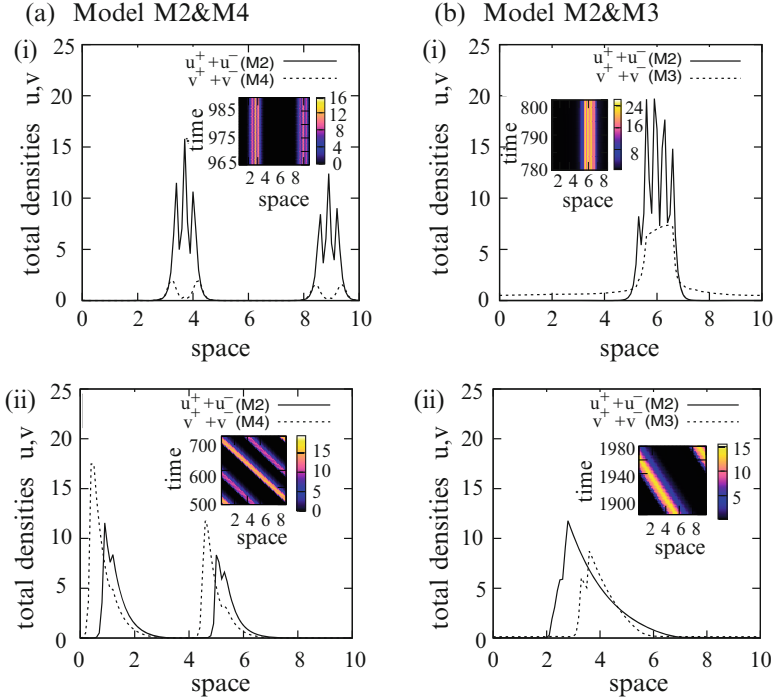 (a) Model M2&M4
(b) Model M2&M3
(i)
25
20
15
10
5
0
total densities u,v
u⁺+u⁻(M2)
v⁺+v⁻(M4)
time
985
975
965
16
12
8
4
0
2 4 6 8
space
0 2 4 6 8 10
space
(i)
25
20
15
10
5
0
total densities u,v
u⁺+u⁻(M2)
v⁺+v⁻(M3)
time
800
790
780
24
16
8
2 4 6 8
space
0 2 4 6 8 10
space
(ii)
25
20
15
10
5
0
total densities u,v
u⁺+u⁻(M2)
v⁺+v⁻(M4)
time
700
600
500
15
10
5
0
2 4 6 8
space
0 2 4 6 8 10
space
(ii)
25
20
15
10
5
0
total densities u,v
u⁺+u⁻(M2)
v⁺+v⁻(M3)
time
1980
1940
1900
15
10
5
2 4 6 8
space
0 2 4 6 8 10
space